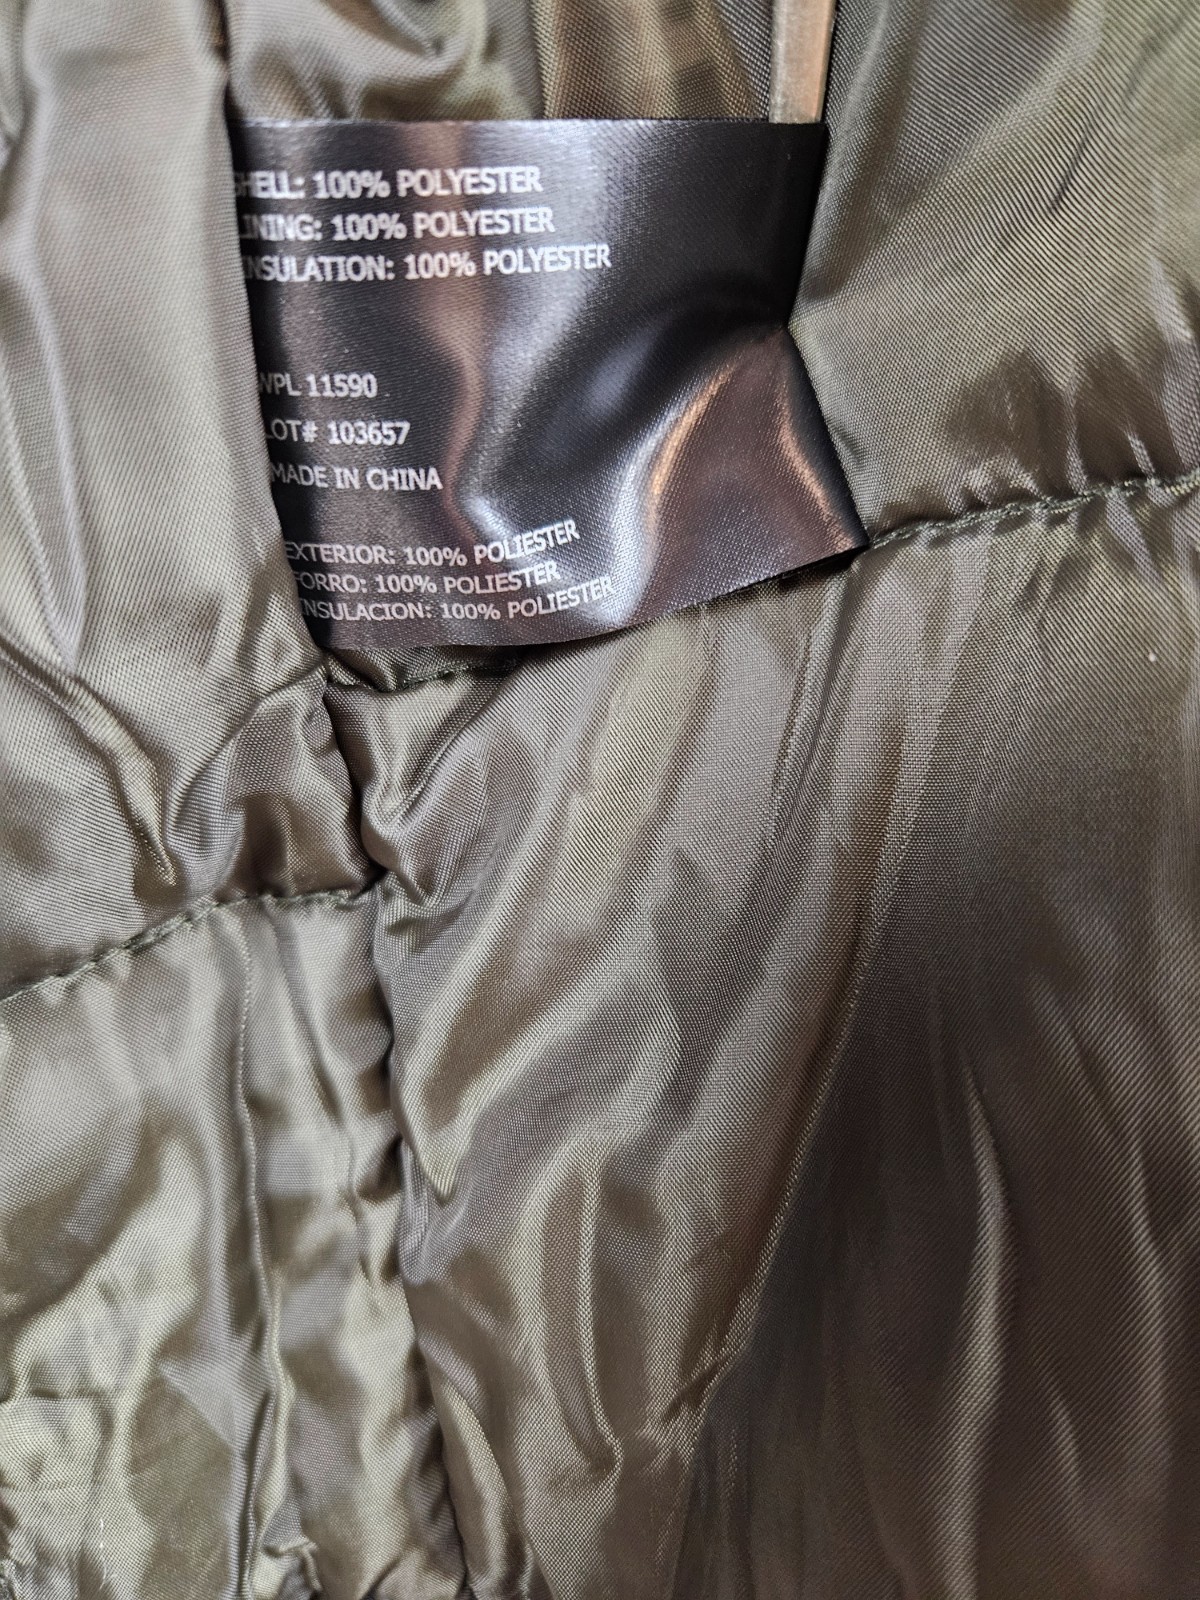 SHELL: 100% POLYESTER
LINING: 100% POLYESTER
INSULATION: 100% POLYESTER
WPL 11590
LOT# 103657
MADE IN CHINA
EXTERIOR: 100% POLIESTER
FORRO: 100% POLIESTER
INSULACION: 100% POLIESTER